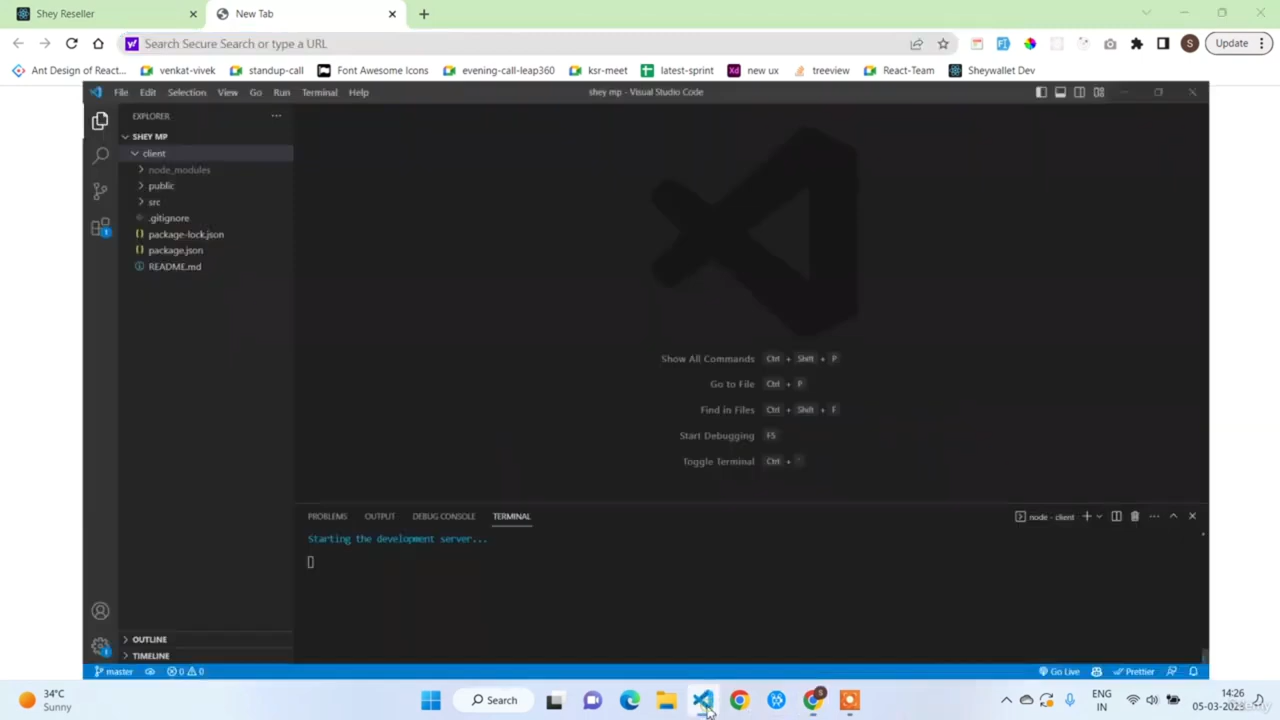 Shey Reseller
New Tab
Search Secure Search or type a URL
S
Update
Ant Design of React...
venkat-vivek
standup-call
Font Awesome Icons
evening-call-leap360
ksr-meet
latest-sprint
new ux
treeview
React-Team
Sheywallet Dev
File Edit Selection View Go Run Terminal Help
shey mp - Visual Studio Code
EXPLORER
SHEY MP
client
node_modules
public
src
.gitignore
package-lock.json
package.json
README.md
Show All Commands Ctrl + Shift + P
Go to File Ctrl + P
Find in Files Ctrl + Shift + F
Start Debugging F5
Toggle Terminal Ctrl + `
PROBLEMS OUTPUT DEBUG CONSOLE TERMINAL
node - client
Starting the development server...
OUTLINE
TIMELINE
master
0 0
Go Live
Prettier
34°C
Sunny
Search
ENG
IN
14:26
05-03-2023